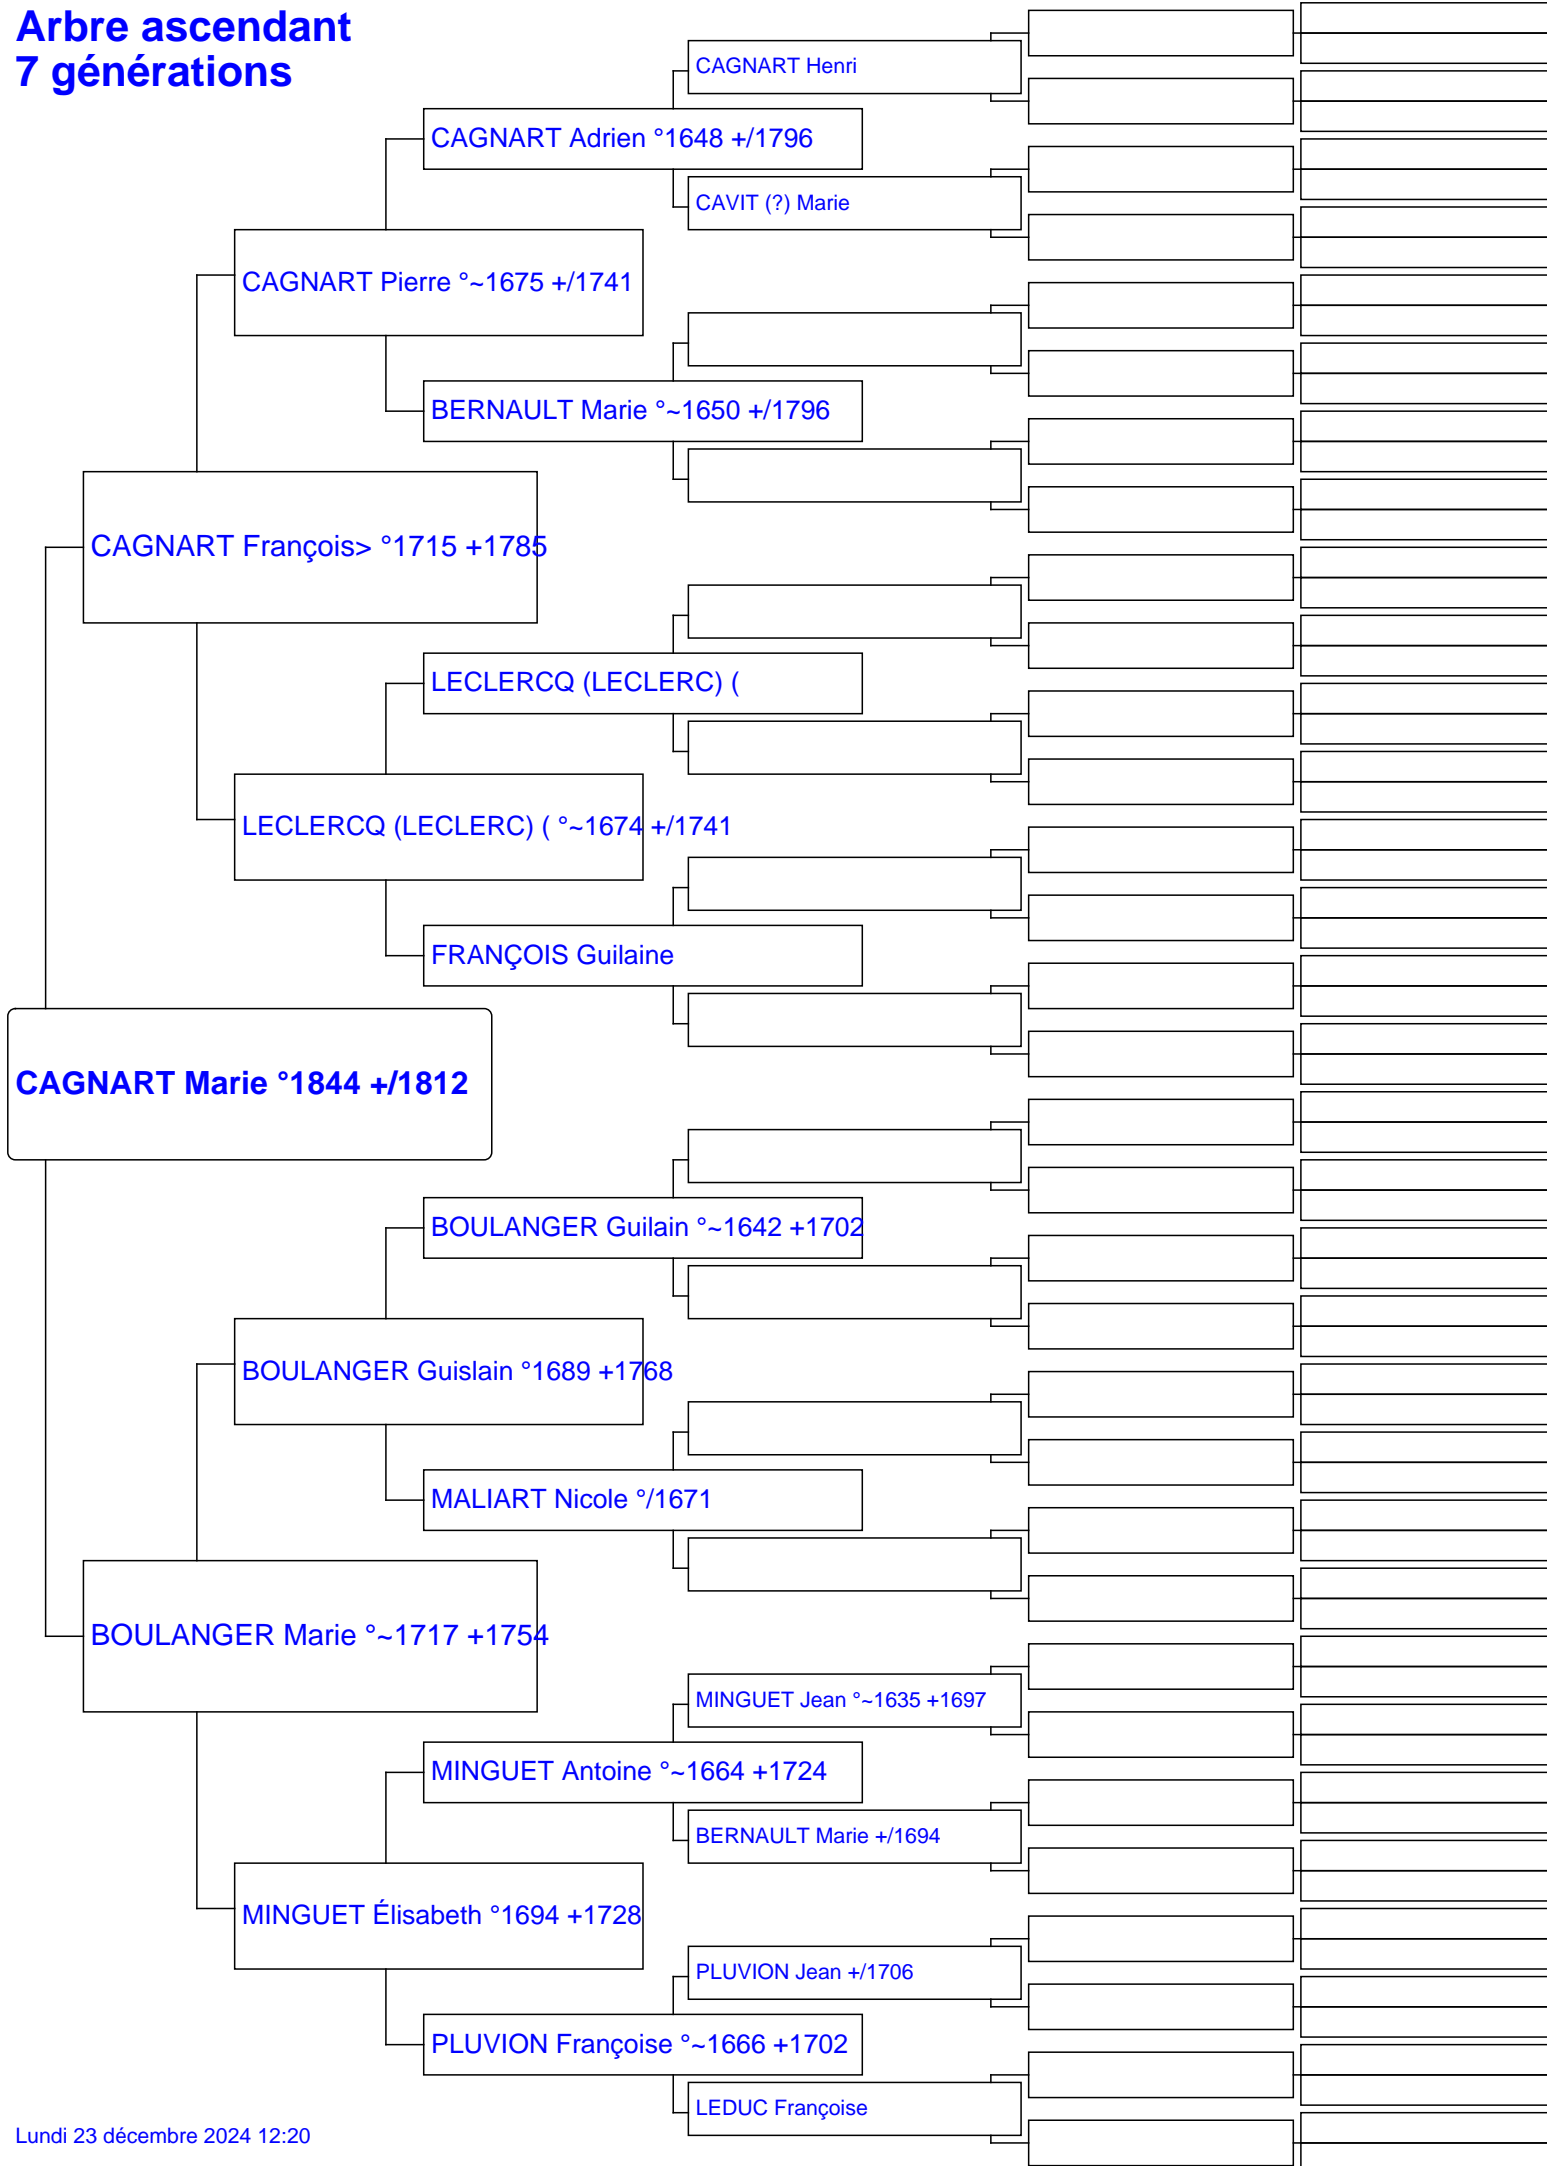 Arbre ascendant
7 générations
CAGNART Henri
CAGNART Adrien °1648 +/1796
CAVIT (?) Marie
CAGNART Pierre °~1675 +/1741
BERNAULT Marie °~1650 +/1796
CAGNART François> °1715 +1785
LECLERCQ (LECLERC) (
LECLERCQ (LECLERC) ( °~1674 +/1741
FRANÇOIS Guilaine
CAGNART Marie °1844 +/1812
BOULANGER Guilain °~1642 +1702
BOULANGER Guislain °1689 +1768
MALIART Nicole °/1671
BOULANGER Marie °~1717 +1754
MINGUET Jean °~1635 +1697
MINGUET Antoine °~1664 +1724
BERNAULT Marie +/1694
MINGUET Élisabeth °1694 +1728
PLUVION Jean +/1706
PLUVION Françoise °~1666 +1702
LEDUC Françoise
Lundi 23 décembre 2024 12:20